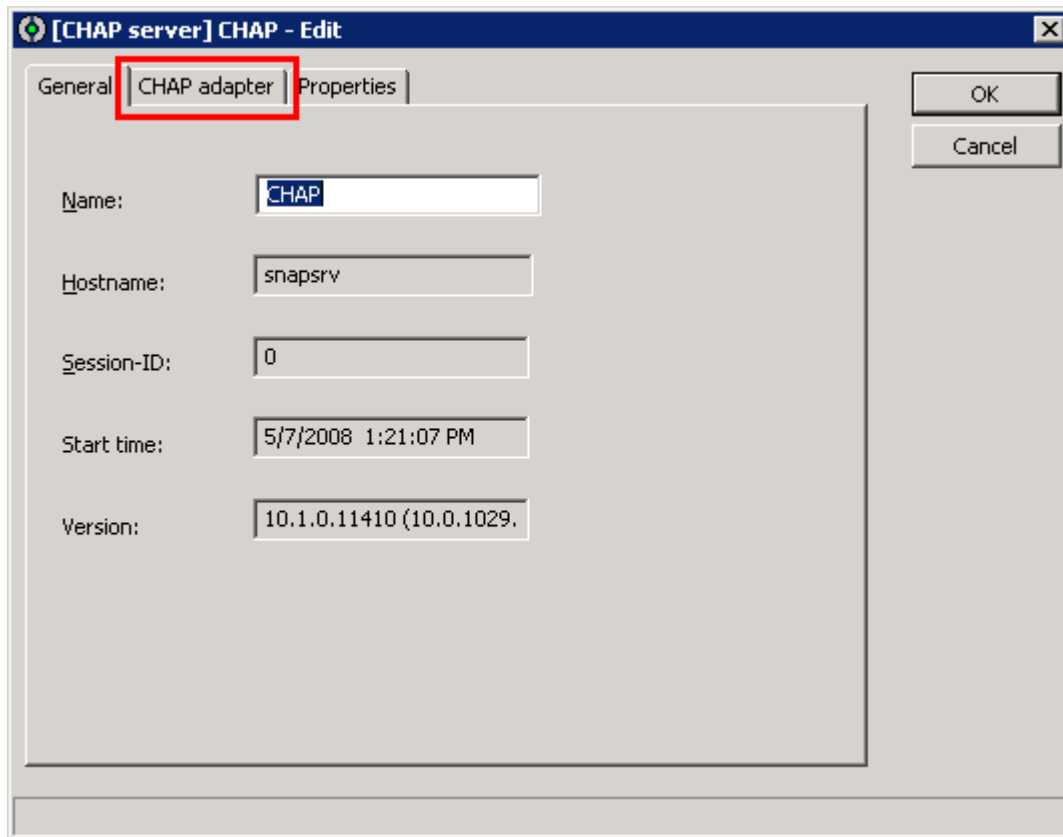 [CHAP server] CHAP - Edit
General CHAP adapter Properties
OK
Cancel
Name: CHAP
Hostname: snapsrv
Session-ID: 0
Start time: 5/7/2008 1:21:07 PM
Version: 10.1.0.11410 (10.0.1029.